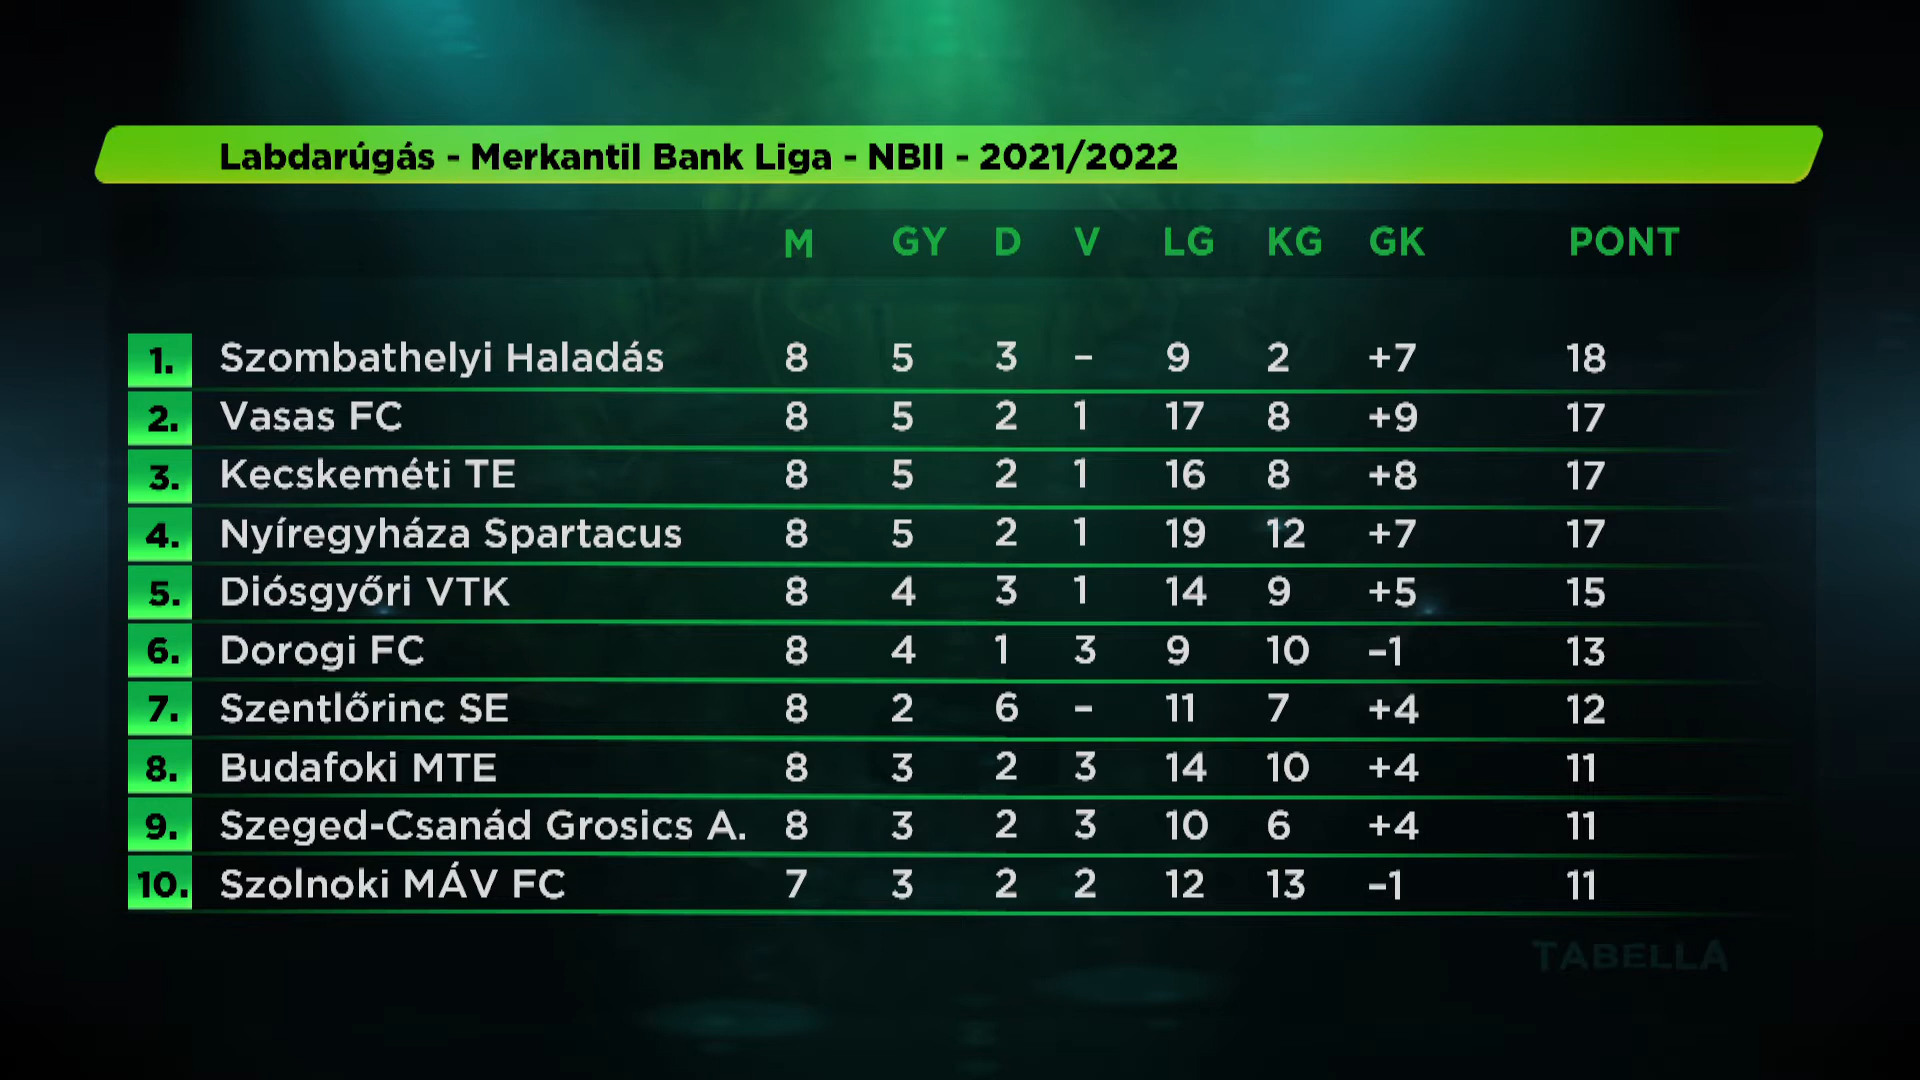 Labdarúgás - Merkantil Bank Liga - NBII - 2021/2022
M GY D V LG KG GK PONT
1. Szombathelyi Haladás 8 5 3 – 9 2 +7 18
2. Vasas FC 8 5 2 1 17 8 +9 17
3. Kecskeméti TE 8 5 2 1 16 8 +8 17
4. Nyíregyháza Spartacus 8 5 2 1 19 12 +7 17
5. Diósgyőri VTK 8 4 3 1 14 9 +5 15
6. Dorogi FC 8 4 1 3 9 10 –1 13
7. Szentlőrinc SE 8 2 6 – 11 7 +4 12
8. Budafoki MTE 8 3 2 3 14 10 +4 11
9. Szeged-Csanád Grosics A. 8 3 2 3 10 6 +4 11
10. Szolnoki MÁV FC 7 3 2 2 12 13 –1 11
TABELLA